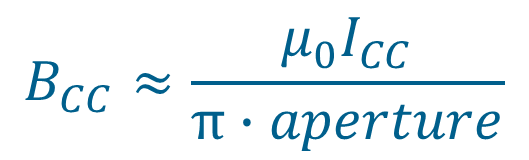 B_CC ≈ μ₀I_CC / π · aperture